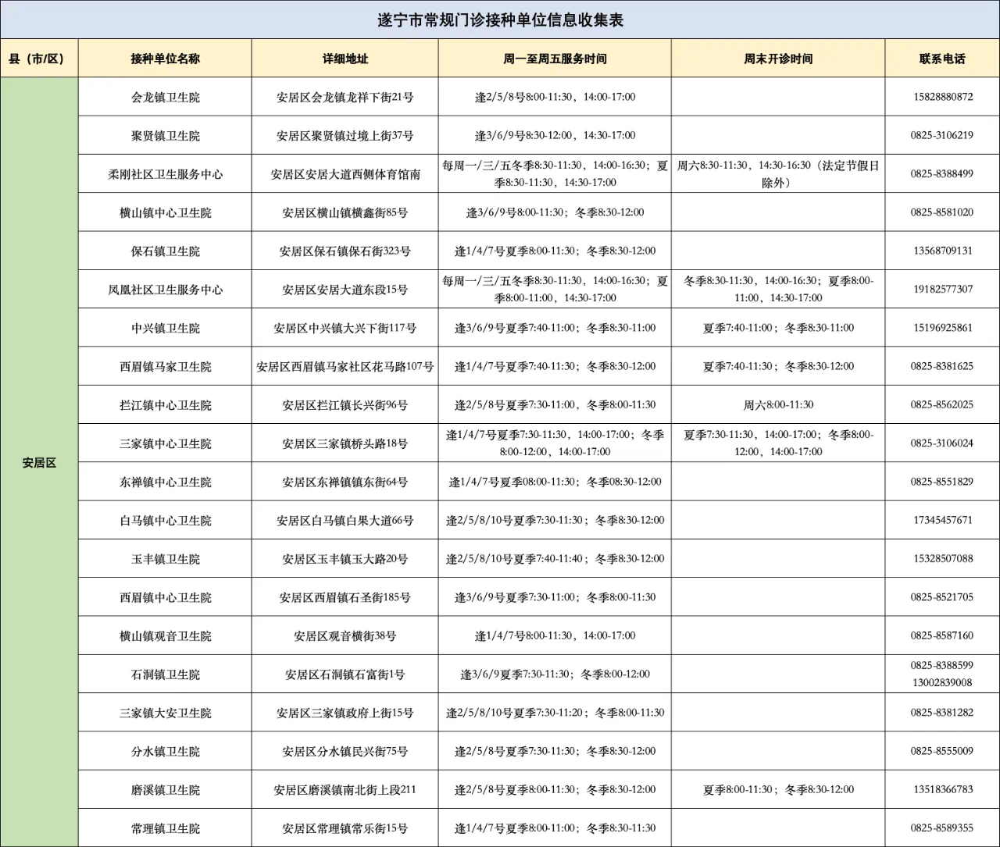 遂宁市常规门诊接种单位信息收集表
县（市/区） 接种单位名称 详细地址 周一至周五服务时间 周末开诊时间 联系电话
安居区
会龙镇卫生院 安居区会龙镇龙祥下街21号 逢2/5/8号8:00-11:30，14:00-17:00 15828880872
聚贤镇卫生院 安居区聚贤镇过境上街37号 逢3/6/9号8:30-12:00，14:30-17:00 0825-3106219
柔刚社区卫生服务中心 安居区安居大道西侧体育馆南 每周一/三/五冬季8:30-11:30，14:00-16:30；夏
季8:30-11:30，14:30-17:00 周六8:30-11:30，14:30-16:30（法定节假日
除外） 0825-8388499
横山镇中心卫生院 安居区横山镇横鑫街85号 逢3/6/9号8:00-11:30；冬季8:30-12:00 0825-8581020
保石镇卫生院 安居区保石镇保石街323号 逢1/4/7号夏季8:00-11:30；冬季8:30-12:00 13568709131
凤凰社区卫生服务中心 安居区安居大道东段15号 每周一/三/五冬季8:30-11:30，14:00-16:30；夏
季8:00-11:00，14:30-17:00 冬季8:30-11:30，14:00-16:30；夏季8:00-
11:00，14:30-17:00 19182577307
中兴镇卫生院 安居区中兴镇大兴下街117号 逢3/6/9号夏季7:40-11:00；冬季8:30-11:00 夏季7:40-11:00；冬季8:30-11:00 15196925861
西眉镇马家卫生院 安居区西眉镇马家社区花马路107号 逢1/4/7号夏季7:40-11:30；冬季8:30-12:00 夏季7:40-11:30；冬季8:30-12:00 0825-8381625
拦江镇中心卫生院 安居区拦江镇长兴街96号 逢2/5/8号夏季7:30-11:00，冬季8:00-11:30 周六8:00-11:30 0825-8562025
三家镇中心卫生院 安居区三家镇桥头路18号 逢1/4/7号夏季7:30-11:30，14:00-17:00；冬季
8:00-12:00，14:00-17:00 夏季7:30-11:30，14:00-17:00；冬季8:00-
12:00，14:00-17:00 0825-3106024
东禅镇中心卫生院 安居区东禅镇镇东街64号 逢1/4/7号夏季08:00-11:30；冬季08:30-12:00 0825-8551829
白马镇中心卫生院 安居区白马镇白果大道66号 逢2/5/8/10号夏季7:30-11:30；冬季8:30-12:00 17345457671
玉丰镇卫生院 安居区玉丰镇玉大路20号 逢2/5/8/10号夏季7:40-11:40；冬季8:30-12:00 15328507088
西眉镇中心卫生院 安居区西眉镇石圣街185号 逢3/6/9号夏季7:30-11:00；冬季8:00-11:30 0825-8521705
横山镇观音卫生院 安居区观音横街38号 逢1/4/7号8:00-11:30，14:00-17:00 0825-8587160
石洞镇卫生院 安居区石洞镇石富街1号 逢3/6/9夏季7:30-11:30；冬季8:00-12:00 0825-8388599
13002839008
三家镇大安卫生院 安居区三家镇政府上街15号 逢2/5/8/10号夏季7:30-11:20；冬季8:00-11:30 0825-8381282
分水镇卫生院 安居区分水镇民兴街75号 逢2/5/8号夏季7:30-11:30；冬季8:30-12:00 0825-8555009
磨溪镇卫生院 安居区磨溪镇南北街上段211 逢2/5/8号夏季8:00-11:30；冬季8:30-12:00 夏季8:00-11:30；冬季8:30-12:00 13518366783
常理镇卫生院 安居区常理镇常乐街15号 逢1/4/7号夏季8:00-11:00；冬季8:30-11:30 0825-8589355